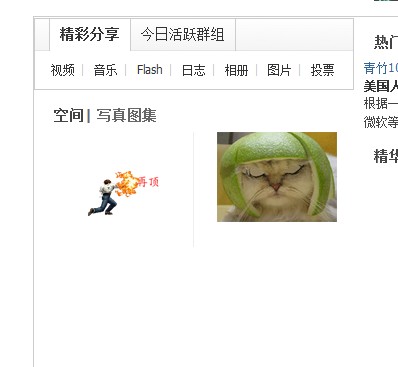 精彩分享 今日活跃群组
视频 | 音乐 | Flash | 日志 | 相册 | 图片 | 投票
空间 | 写真图集
再顶
热门
青竹10
美国人
根据一
微软等
精华